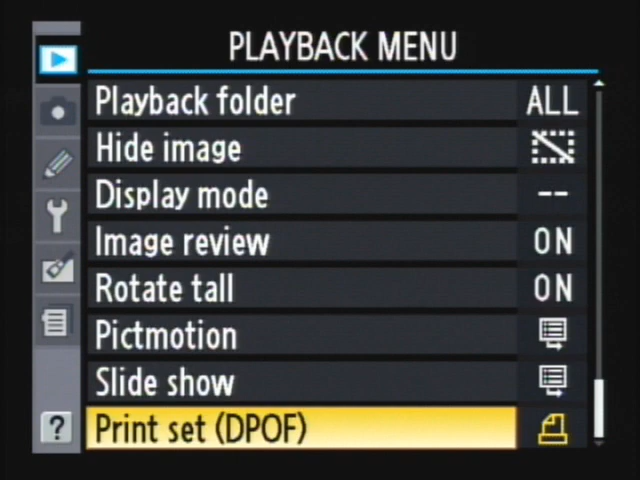 PLAYBACK MENU
Playback folder ALL
Hide image
Display mode --
Image review ON
Rotate tall ON
Pictmotion
Slide show
Print set (DPOF)
?